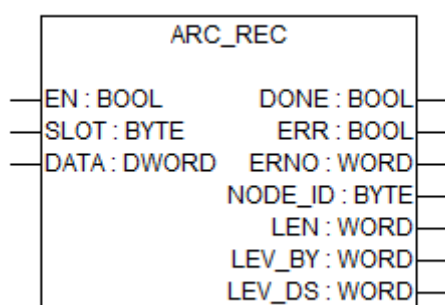 ARC_REC
EN : BOOL DONE : BOOL
SLOT : BYTE ERR : BOOL
DATA : DWORD ERNO : WORD
NODE_ID : BYTE
LEN : WORD
LEV_BY : WORD
LEV_DS : WORD